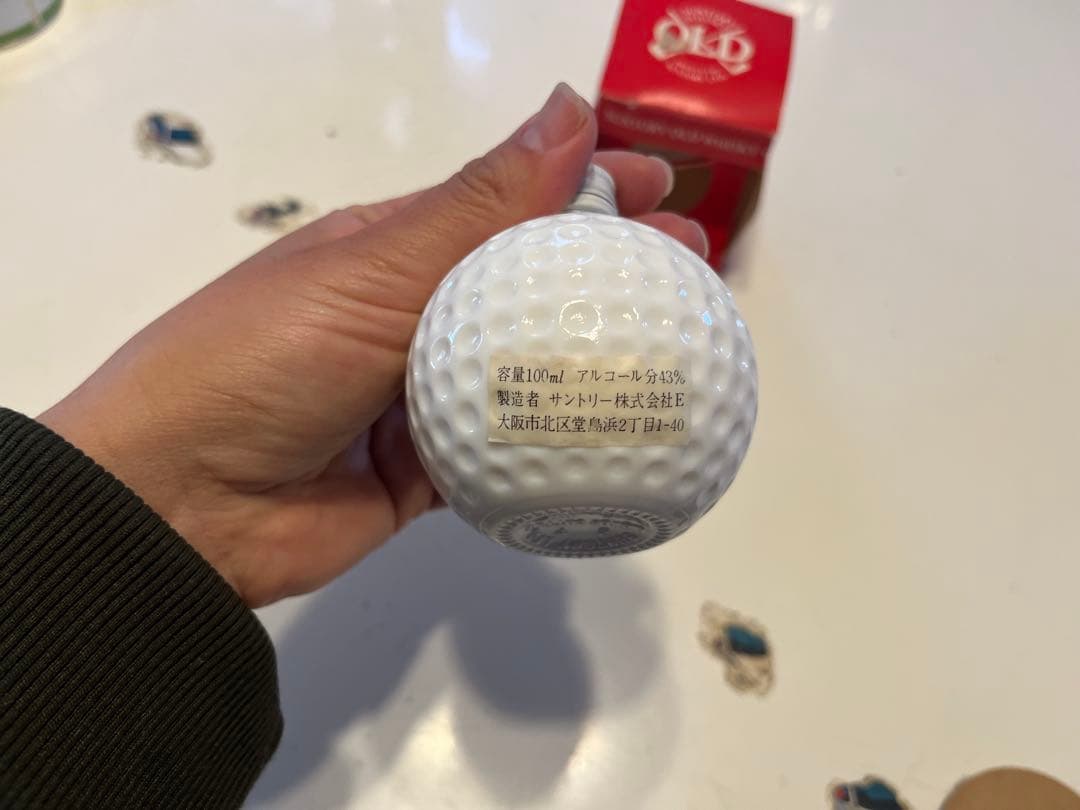 OLD
容量100ml アルコール分43%
製造者 サントリー株式会社E
大阪市北区堂島浜2丁目1-40